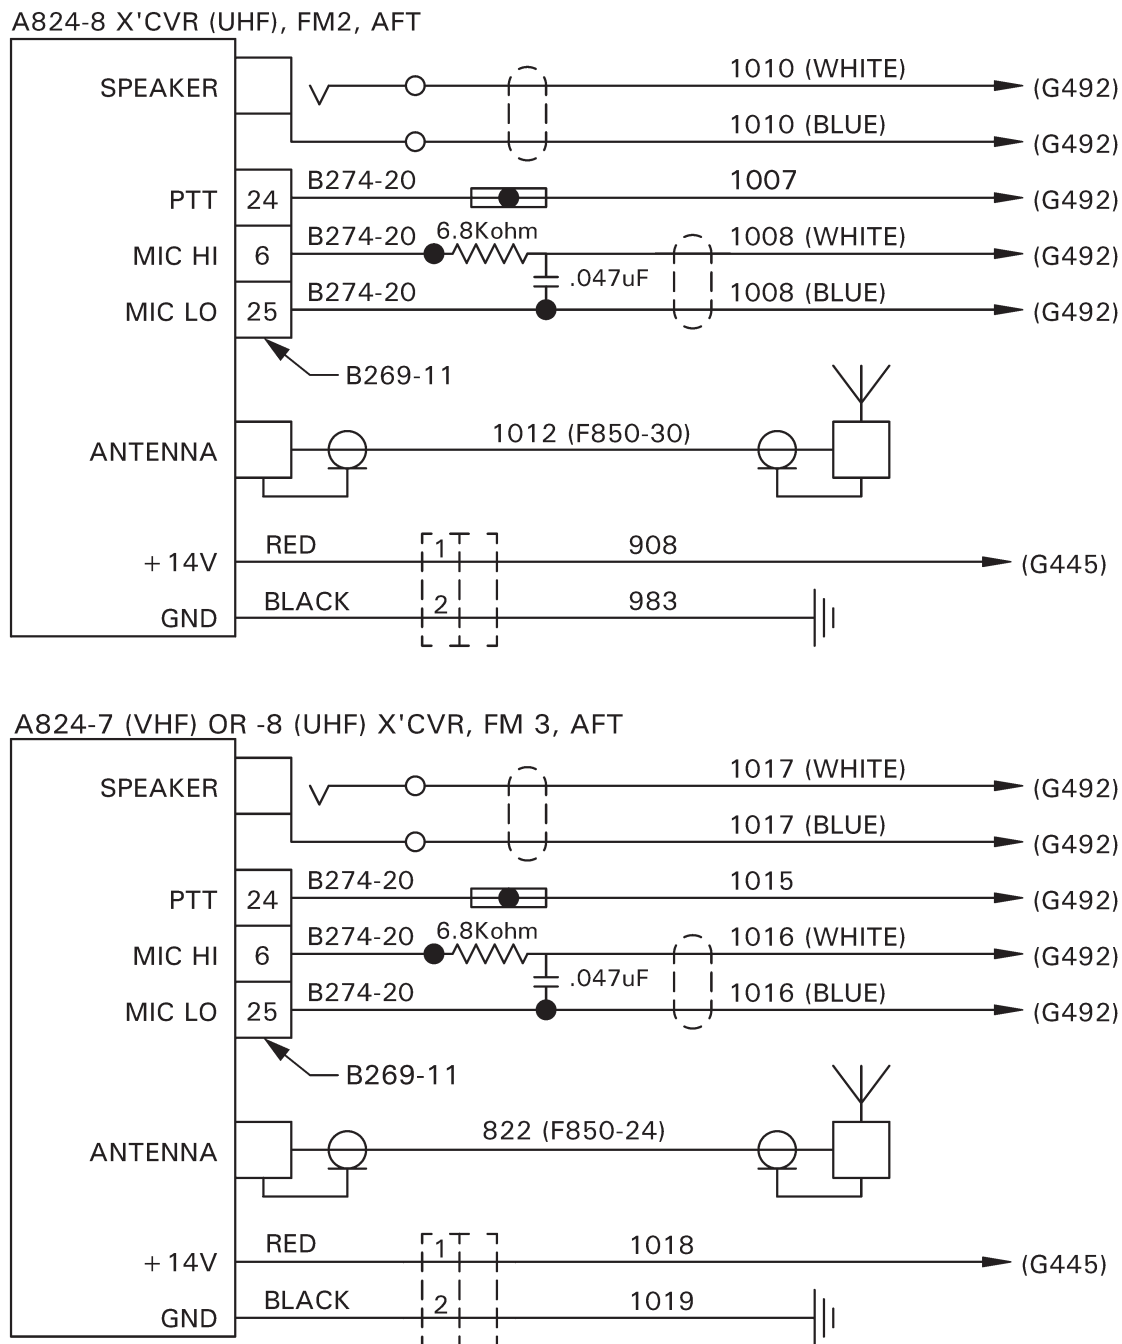 A824-8 X'CVR (UHF), FM2, AFT
SPEAKER 1010 (WHITE) (G492)
1010 (BLUE) (G492)
PTT 24 B274-20 1007 (G492)
MIC HI 6 B274-20 6.8Kohm 1008 (WHITE) (G492)
.047uF
MIC LO 25 B274-20 1008 (BLUE) (G492)
B269-11
ANTENNA 1012 (F850-30)
+14V RED 1 908 (G445)
GND BLACK 2 983
A824-7 (VHF) OR -8 (UHF) X'CVR, FM 3, AFT
SPEAKER 1017 (WHITE) (G492)
1017 (BLUE) (G492)
PTT 24 B274-20 1015 (G492)
MIC HI 6 B274-20 6.8Kohm 1016 (WHITE) (G492)
.047uF
MIC LO 25 B274-20 1016 (BLUE) (G492)
B269-11
ANTENNA 822 (F850-24)
+14V RED 1 1018 (G445)
GND BLACK 2 1019